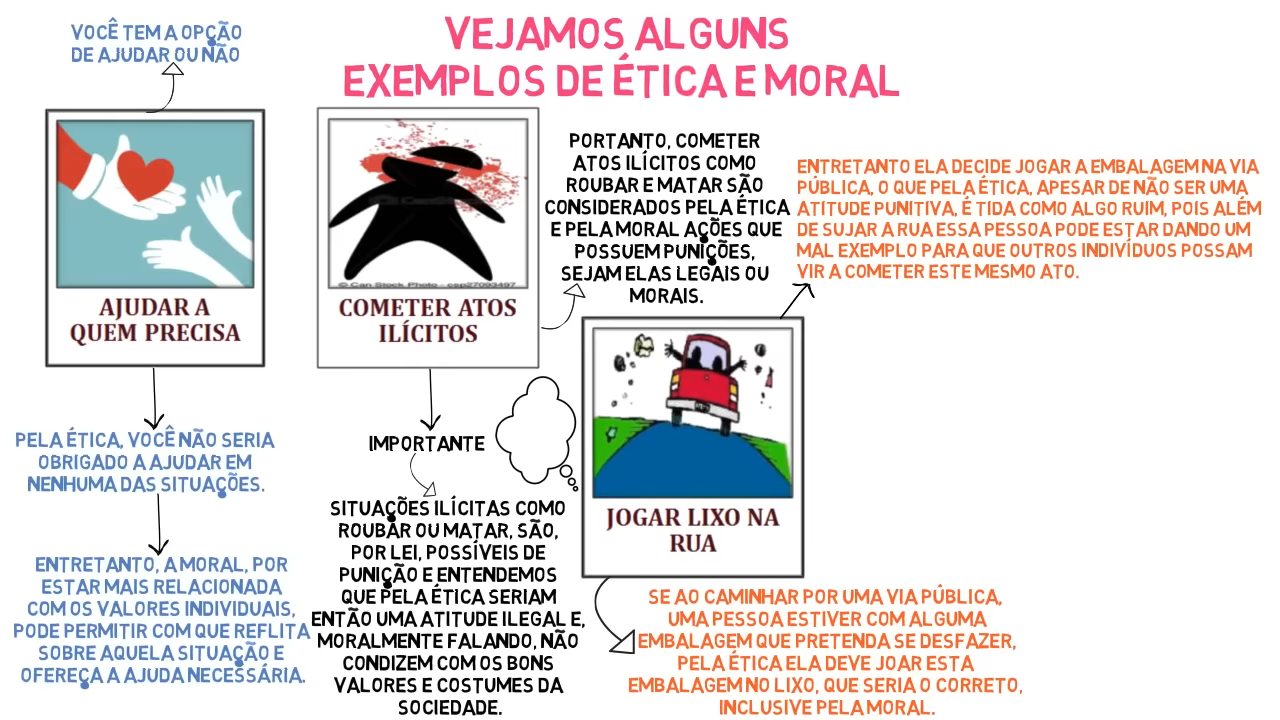 VEJAMOS ALGUNS
EXEMPLOS DE ÉTICA E MORAL
VOCÊ TEM A OPÇÃO
DE AJUDAR OU NÃO
AJUDAR A
QUEM PRECISA
PELA ÉTICA, VOCÊ NÃO SERIA
OBRIGADO A AJUDAR EM
NENHUMA DAS SITUAÇÕES.
ENTRETANTO, A MORAL, POR
ESTAR MAIS RELACIONADA
COM OS VALORES INDIVIDUAIS,
PODE PERMITIR COM QUE REFLITA
SOBRE AQUELA SITUAÇÃO E
OFEREÇA A AJUDA NECESSÁRIA.
© Can Stock Photo - csp27093497
COMETER ATOS
ILÍCITOS
IMPORTANTE
SITUAÇÕES ILÍCITAS COMO
ROUBAR OU MATAR, SÃO,
POR LEI, POSSÍVEIS DE
PUNIÇÃO E ENTENDEMOS
QUE PELA ÉTICA SERIAM
ENTÃO UMA ATITUDE ILEGAL E,
MORALMENTE FALANDO, NÃO
CONDIZEM COM OS BONS
VALORES E COSTUMES DA
SOCIEDADE.
PORTANTO, COMETER
ATOS ILÍCITOS COMO
ROUBAR E MATAR SÃO
CONSIDERADOS PELA ÉTICA
E PELA MORAL AÇÕES QUE
POSSUEM PUNIÇÕES,
SEJAM ELAS LEGAIS OU
MORAIS.
JOGAR LIXO NA
RUA
SE AO CAMINHAR POR UMA VIA PÚBLICA,
UMA PESSOA ESTIVER COM ALGUMA
EMBALAGEM QUE PRETENDA SE DESFAZER,
PELA ÉTICA ELA DEVE JOAR ESTA
EMBALAGEM NO LIXO, QUE SERIA O CORRETO,
INCLUSIVE PELA MORAL.
ENTRETANTO ELA DECIDE JOGAR A EMBALAGEM NA VIA
PÚBLICA, O QUE PELA ÉTICA, APESAR DE NÃO SER UMA
ATITUDE PUNITIVA, É TIDA COMO ALGO RUIM, POIS ALÉM
DE SUJAR A RUA ESSA PESSOA PODE ESTAR DANDO UM
MAL EXEMPLO PARA QUE OUTROS INDIVÍDUOS POSSAM
VIR A COMETER ESTE MESMO ATO.